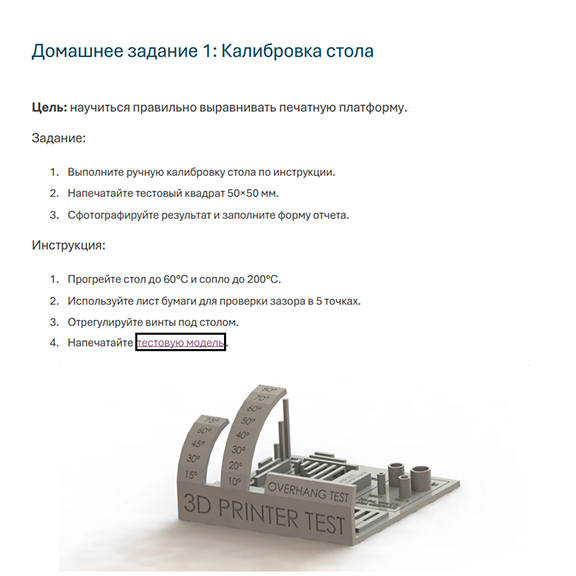 Домашнее задание 1: Калибровка стола
Цель: научиться правильно выравнивать печатную платформу.
Задание:
1. Выполните ручную калибровку стола по инструкции.
2. Напечатайте тестовый квадрат 50×50 мм.
3. Сфотографируйте результат и заполните форму отчета.
Инструкция:
1. Прогрейте стол до 60°C и сопло до 200°C.
2. Используйте лист бумаги для проверки зазора в 5 точках.
3. Отрегулируйте винты под столом.
4. Напечатайте тестовую модель.
80°
70°
60°
50°
40°
30°
20°
10°
75°
60°
45°
30°
15°
OVERHANG TEST
3D PRINTER TEST